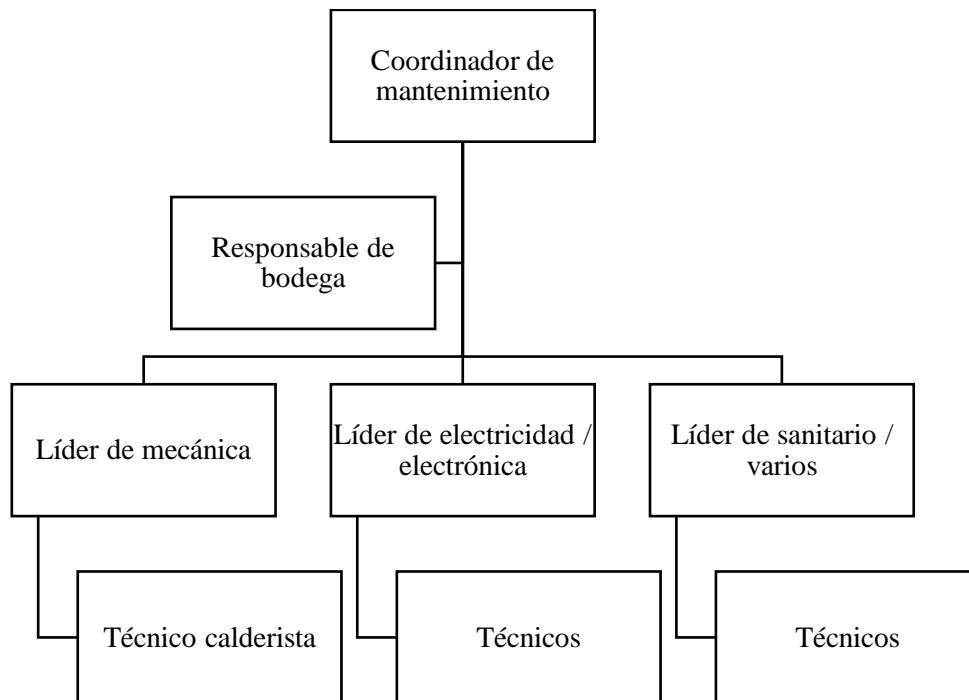 Coordinador de
mantenimiento
Responsable de
bodega
Líder de mecánica
Líder de electricidad /
electrónica
Líder de sanitario /
varios
Técnico calderista
Técnicos
Técnicos